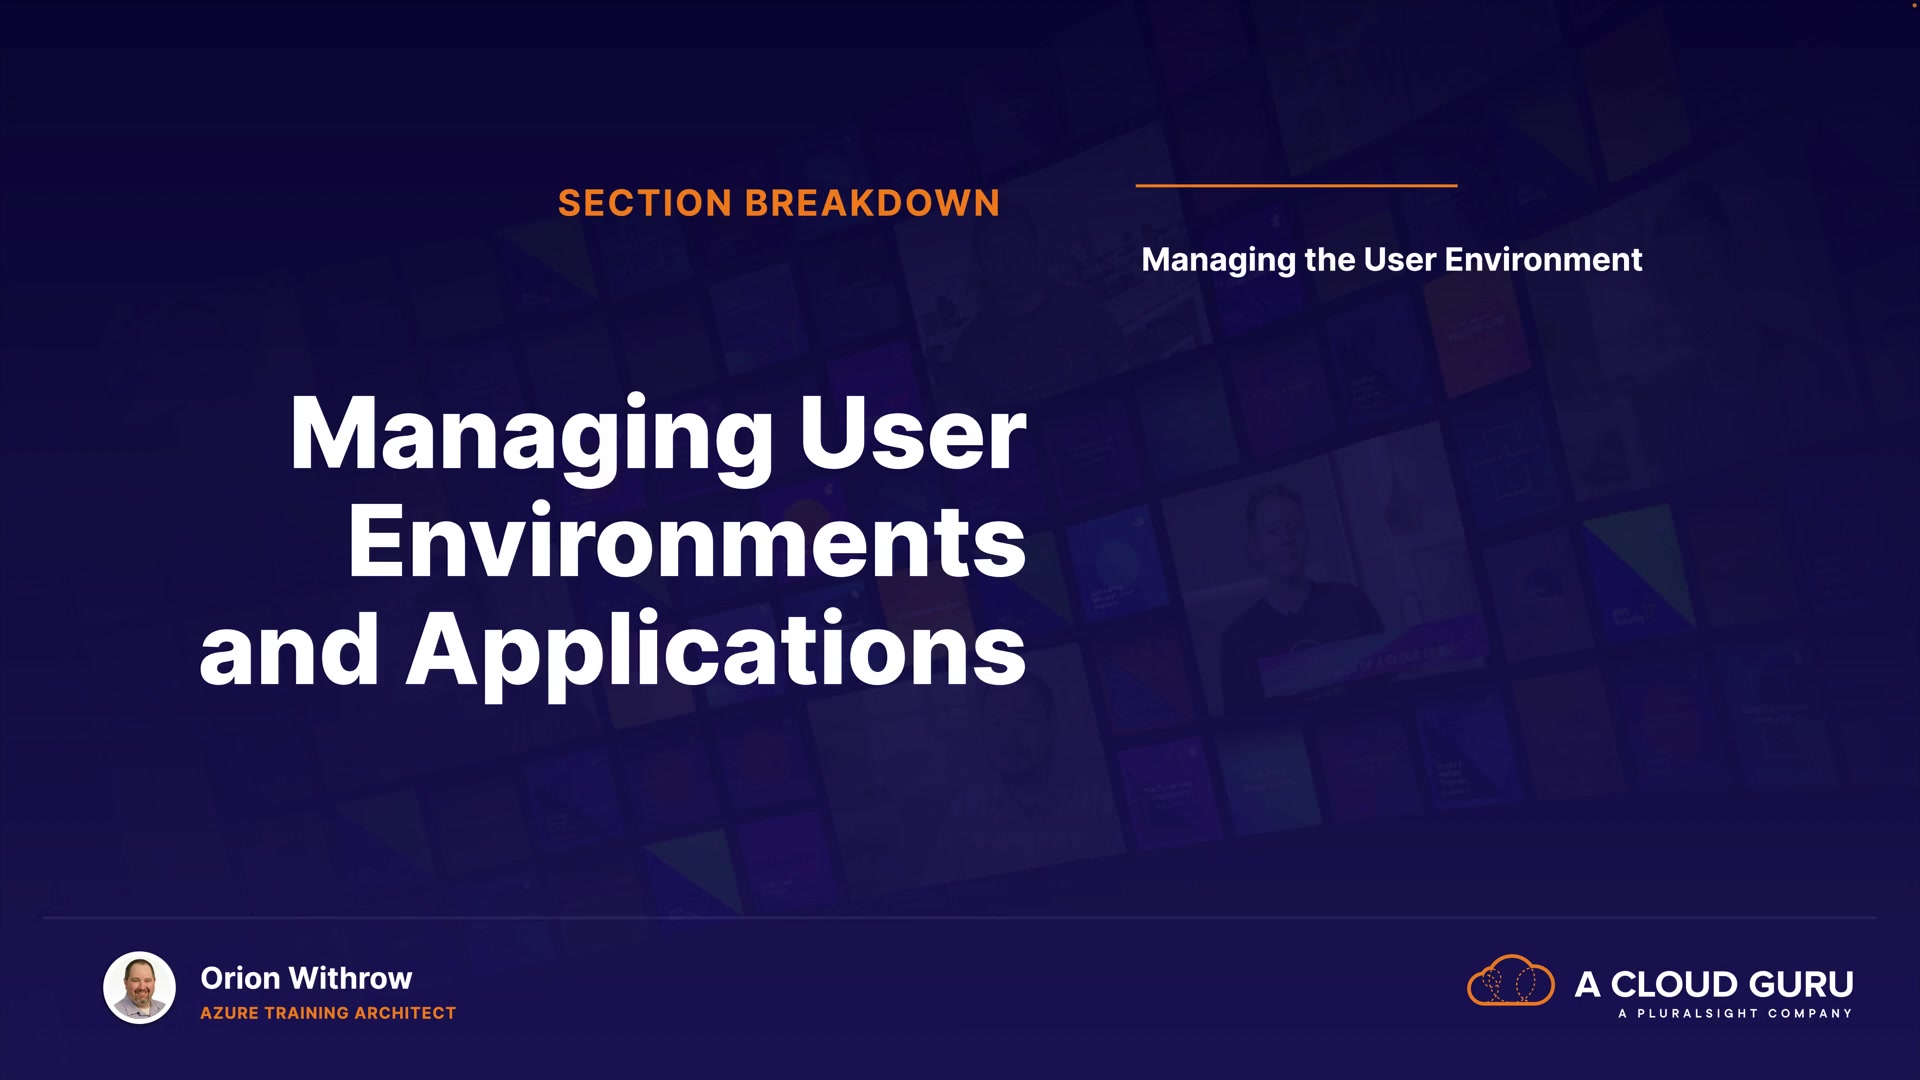 SECTION BREAKDOWN
Managing the User Environment
Managing User
Environments
and Applications
Orion Withrow
AZURE TRAINING ARCHITECT
A CLOUD GURU
A PLURALSIGHT COMPANY